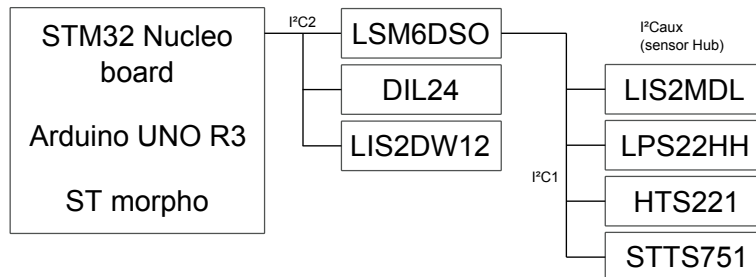 STM32 Nucleo
board
Arduino UNO R3
ST morpho
I²C2
LSM6DSO
DIL24
LIS2DW12
I²C1
I²Caux
(sensor Hub)
LIS2MDL
LPS22HH
HTS221
STTS751